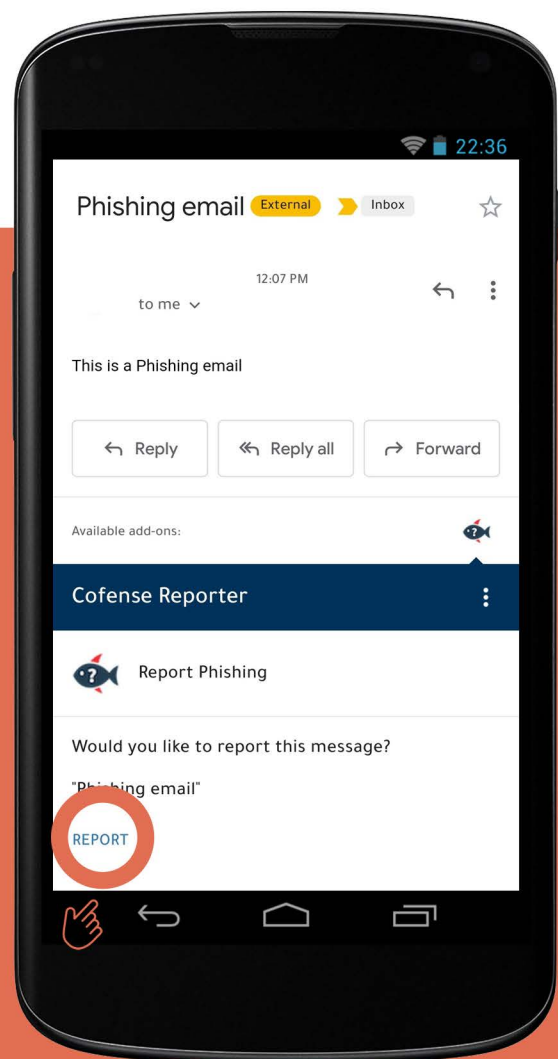 22:36
Phishing email External Inbox
12:07 PM
to me
This is a Phishing email
Reply Reply all Forward
Available add-ons:
?
Cofense Reporter
? Report Phishing
Would you like to report this message?
"Phishing email"
REPORT